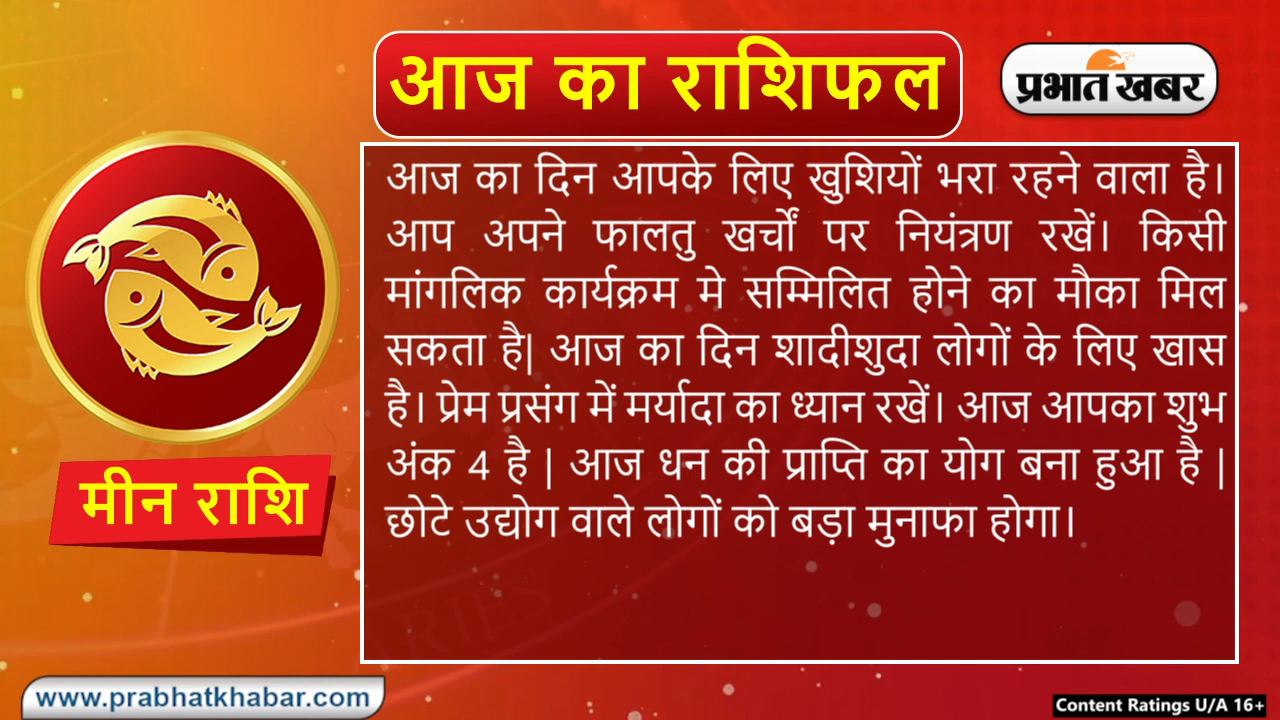 आज का राशिफल
प्रभात खबर
आज का दिन आपके लिए खुशियों भरा रहने वाला है।
आप अपने फालतु खर्चों पर नियंत्रण रखें। किसी
मांगलिक कार्यक्रम मे सम्मिलित होने का मौका मिल
सकता है| आज का दिन शादीशुदा लोगों के लिए खास
है। प्रेम प्रसंग में मर्यादा का ध्यान रखें। आज आपका शुभ
अंक 4 है | आज धन की प्राप्ति का योग बना हुआ है |
छोटे उद्योग वाले लोगों को बड़ा मुनाफा होगा।
मीन राशि
ARIES
www.prabhatkhabar.com
Content Ratings U/A 16+